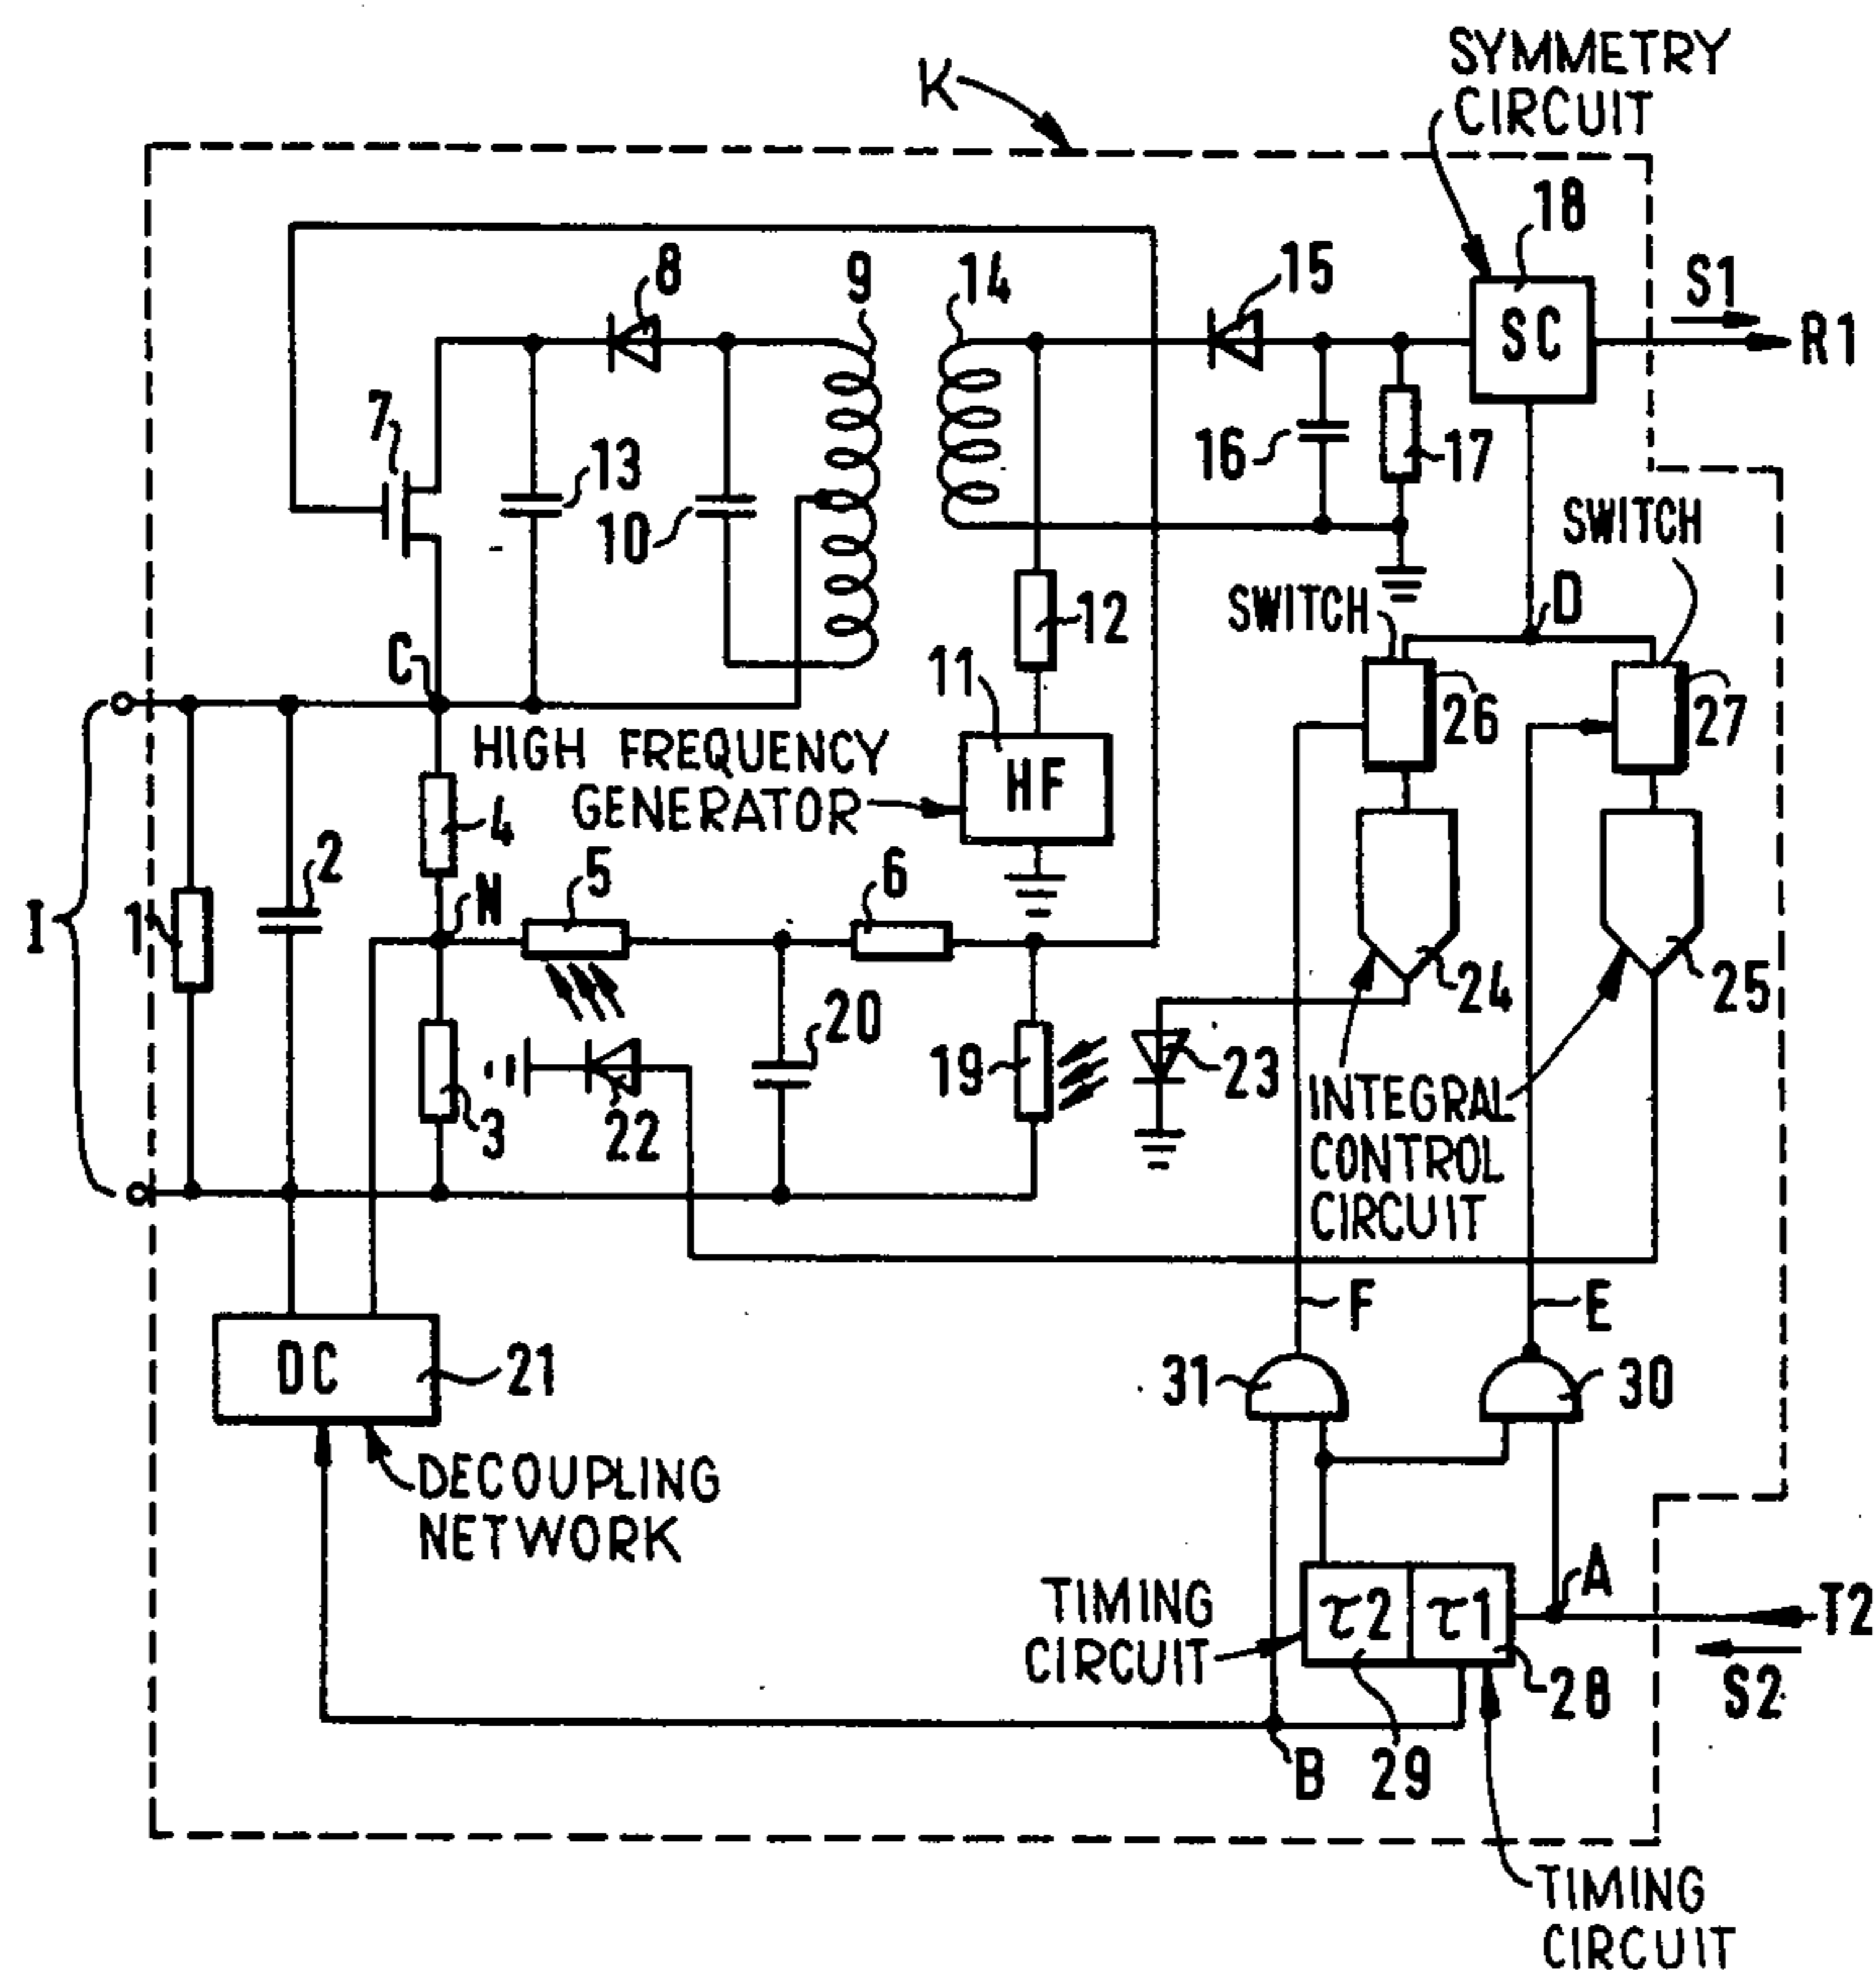 SYMMETRY
CIRCUIT
K
18
S1
SC
R1
8
9
14
15
7
13
10
16
17
SWITCH
SWITCH
D
12
C
11
26
27
HIGH FREQUENCY
GENERATOR
HF
4
I
1
2
N
5
6
24
25
20
19
23
3
22
INTEGRAL
CONTROL
CIRCUIT
F
E
DC
21
31
30
DECOUPLING
NETWORK
A
TIMING
CIRCUIT
τ2
τ1
T2
28
S2
B
29
TIMING
CIRCUIT